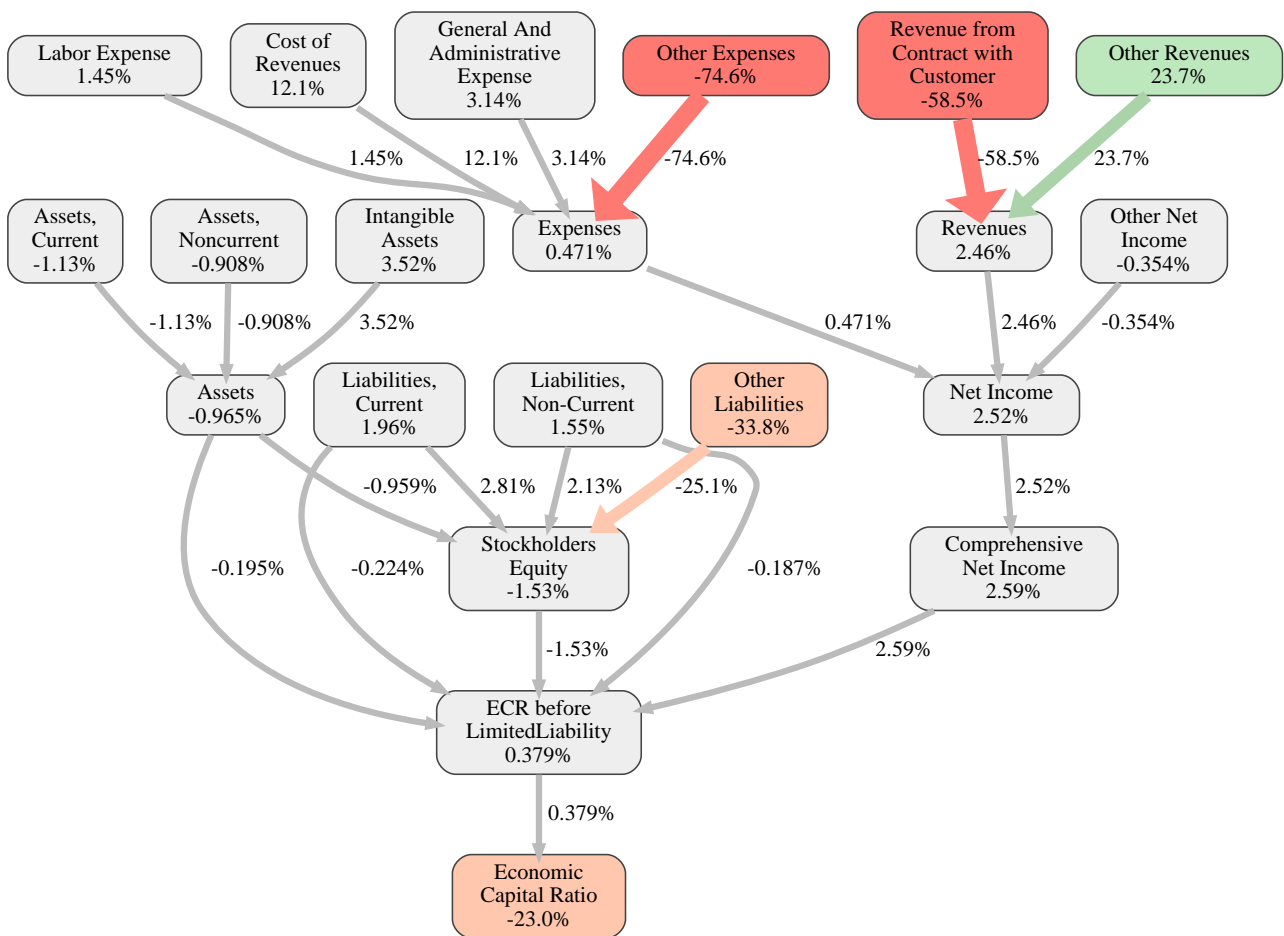 Labor Expense
1.45%
Cost of
Revenues
12.1%
General And
Administrative
Expense
3.14%
Other Expenses
-74.6%
Revenue from
Contract with
Customer
-58.5%
Other Revenues
23.7%
1.45%
12.1%
3.14%
-74.6%
-58.5%
23.7%
Assets,
Current
-1.13%
Assets,
Noncurrent
-0.908%
Intangible
Assets
3.52%
Expenses
0.471%
Revenues
2.46%
Other Net
Income
-0.354%
-1.13%
-0.908%
3.52%
0.471%
2.46%
-0.354%
Assets
-0.965%
Liabilities,
Current
1.96%
Liabilities,
Non-Current
1.55%
Other
Liabilities
-33.8%
Net Income
2.52%
-0.959%
2.81%
2.13%
-25.1%
2.52%
Stockholders
Equity
-1.53%
Comprehensive
Net Income
2.59%
-0.195%
-0.224%
-0.187%
-1.53%
2.59%
ECR before
LimitedLiability
0.379%
0.379%
Economic
Capital Ratio
-23.0%